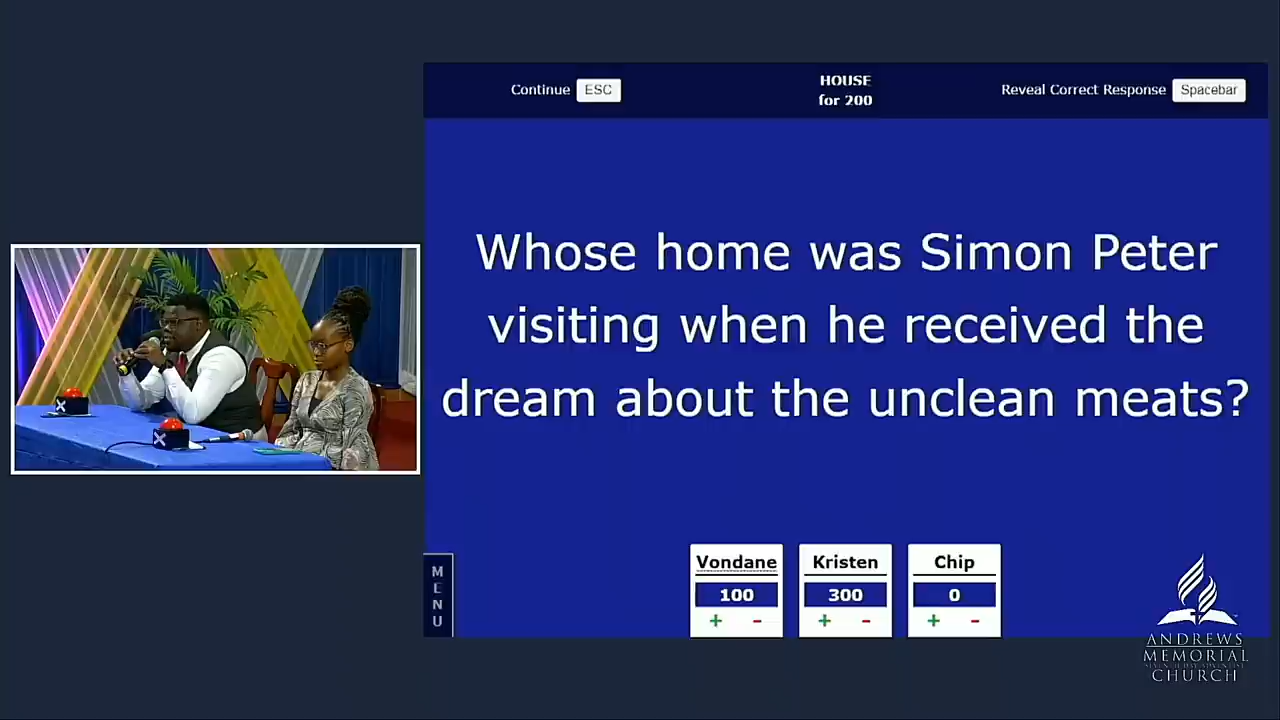 Continue ESC
HOUSE
for 200
Reveal Correct Response Spacebar
Whose home was Simon Peter
visiting when he received the
dream about the unclean meats?
MENU
Vondane
100
+ -
Kristen
300
+ -
Chip
0
+ -
ANDREWS
MEMORIAL
CHURCH